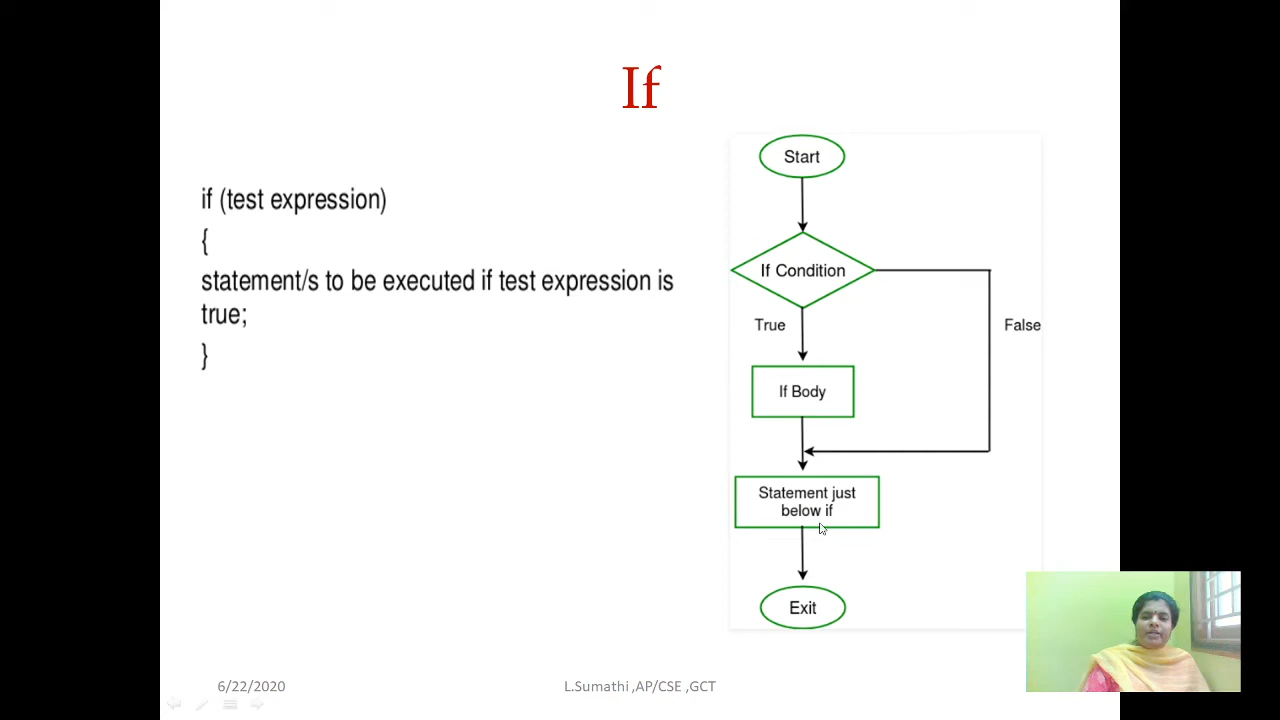 If
if (test expression)
{
statement/s to be executed if test expression is
true;
}
Start
If Condition
True
False
If Body
Statement just
below if
Exit
6/22/2020
L.Sumathi ,AP/CSE ,GCT